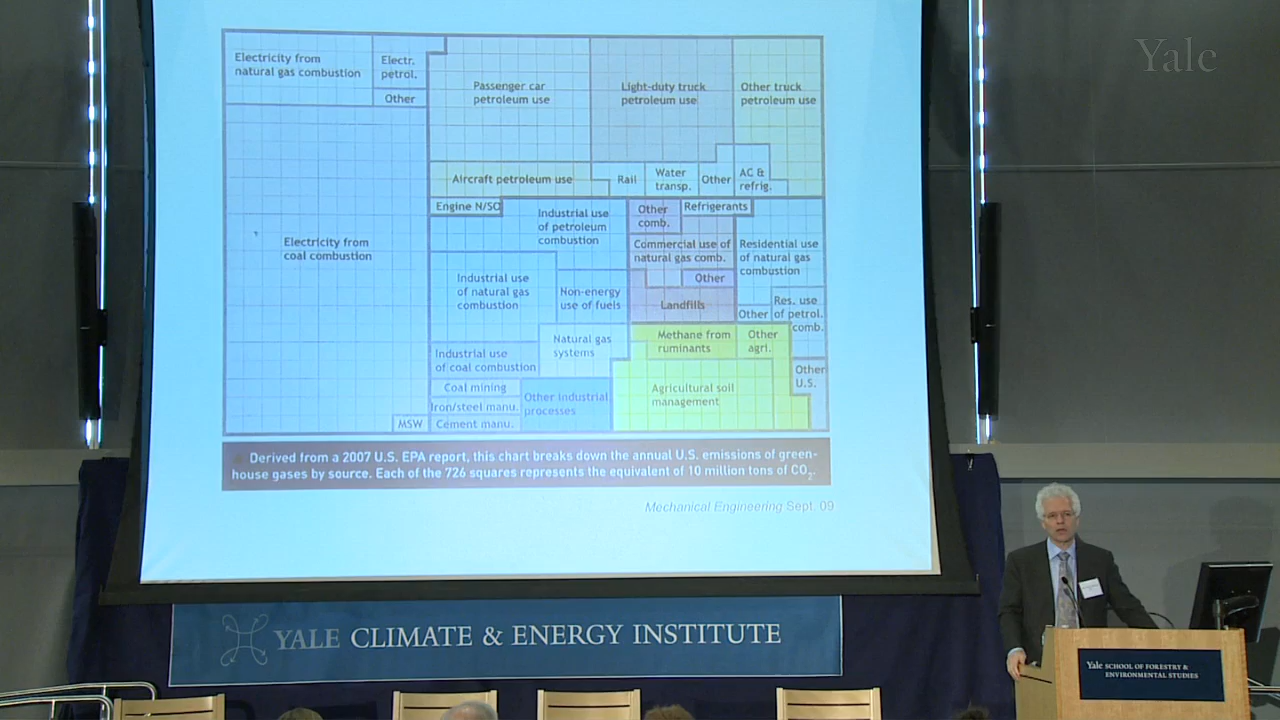 Yale
Electricity from
natural gas combustion
Electr.
petrol.
Other
Passenger car
petroleum use
Light-duty truck
petroleum use
Other truck
petroleum use
Aircraft petroleum use
Rail
Water
transp.
Other
AC &
refrig.
Engine N/SO
Industrial use
of petroleum
combustion
Other
comb.
Refrigerants
Electricity from
coal combustion
Commercial use of
natural gas comb.
Residential use
of natural gas
combustion
Industrial use
of natural gas
combustion
Non-energy
use of fuels
Other
Landfills
Other
Res. use
of petrol.
comb.
Natural gas
systems
Methane from
ruminants
Other
agri.
Industrial use
of coal combustion
Other
U.S.
Coal mining
Iron/steel manu.
Other industrial
processes
Agricultural soil
management
MSW
Cement manu.
Derived from a 2007 U.S. EPA report, this chart breaks down the annual U.S. emissions of green-
house gases by source. Each of the 726 squares represents the equivalent of 10 million tons of CO2.
Mechanical Engineering Sept. 09
YALE CLIMATE & ENERGY INSTITUTE
Yale SCHOOL OF FORESTRY &
ENVIRONMENTAL STUDIES